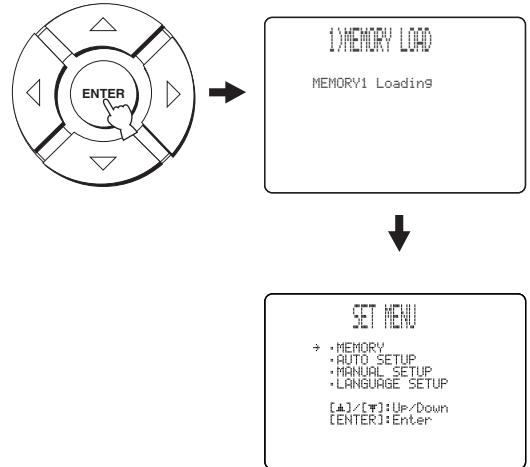 ENTER
1)MEMORY LOAD
MEMORY1 Loading
SET MENU
→ •MEMORY
•AUTO SETUP
•MANUAL SETUP
•LANGUAGE SETUP
[▲]/[▼]:Up/Down
[ENTER]:Enter